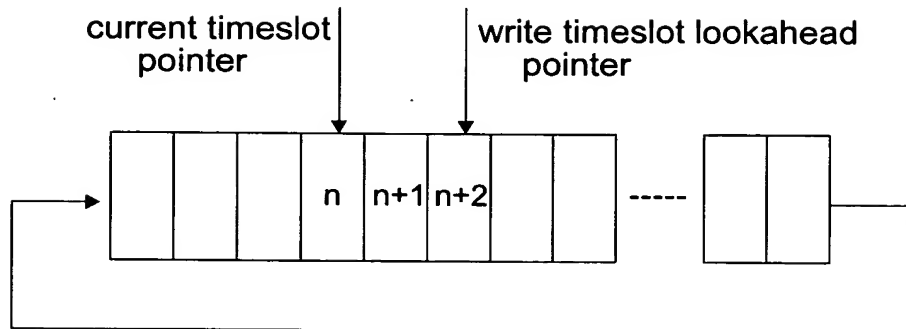 current timeslot
pointer
write timeslot lookahead
pointer
n
n+1
n+2